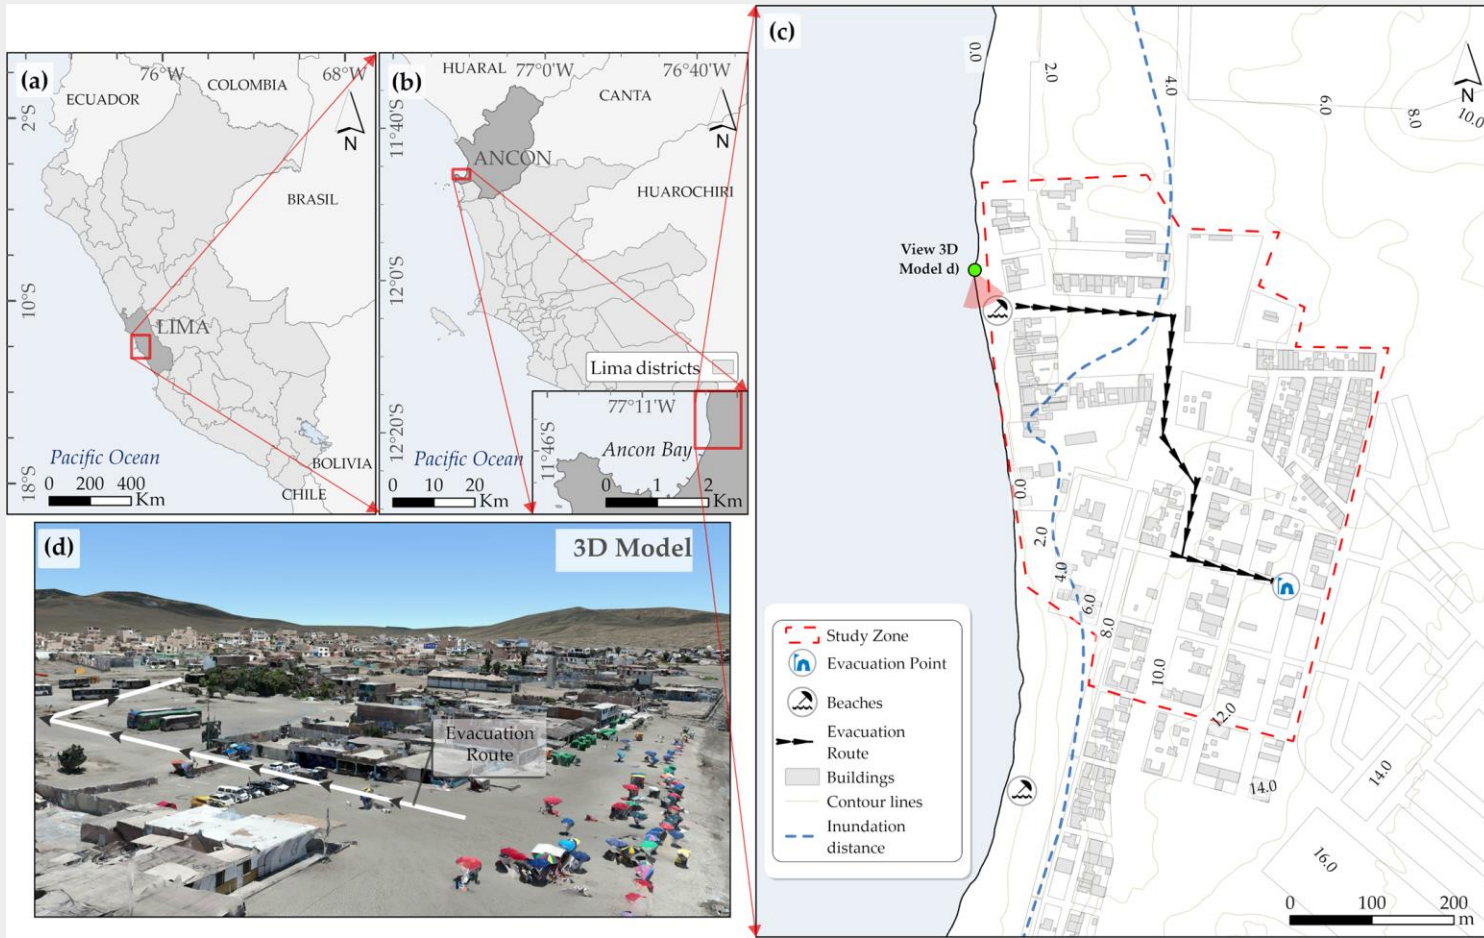 (a)
76°W
68°W
COLOMBIA
ECUADOR
2°S
N
BRASIL
10°S
LIMA
Pacific Ocean
0 200 400
Km
18°S
BOLIVIA
CHILE
(b)
HUARAL
77°0'W
76°40'W
CANTA
11°40'S
N
ANCON
HUAROCHIRI
12°0'S
Lima districts
12°20'S
Pacific Ocean
0 10 20
Km
77°11'W
11°46'S
Ancon Bay
0 1 2
Km
(c)
0.0
2.0
4.0
6.0
8.0
10.0
N
View 3D
Model d)
0.0
2.0
4.0
6.0
8.0
10.0
12.0
14.0
14.0
16.0
Study Zone
Evacuation Point
Beaches
Evacuation
Route
Buildings
Contour lines
Inundation
distance
0 100 200
m
(d)
3D Model
Evacuation
Route